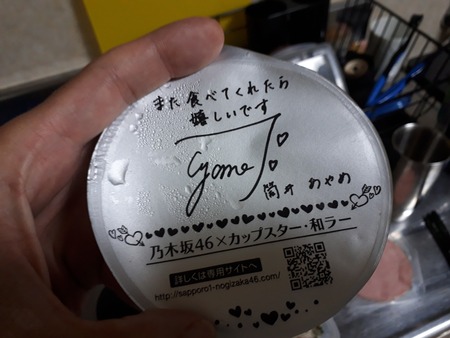 また食べてくれたら
嬉しいです
筒井 あやめ
乃木坂46×カップスター・和ラー
詳しくは専用サイトへ
http://sapporo1-nogizaka46.com/